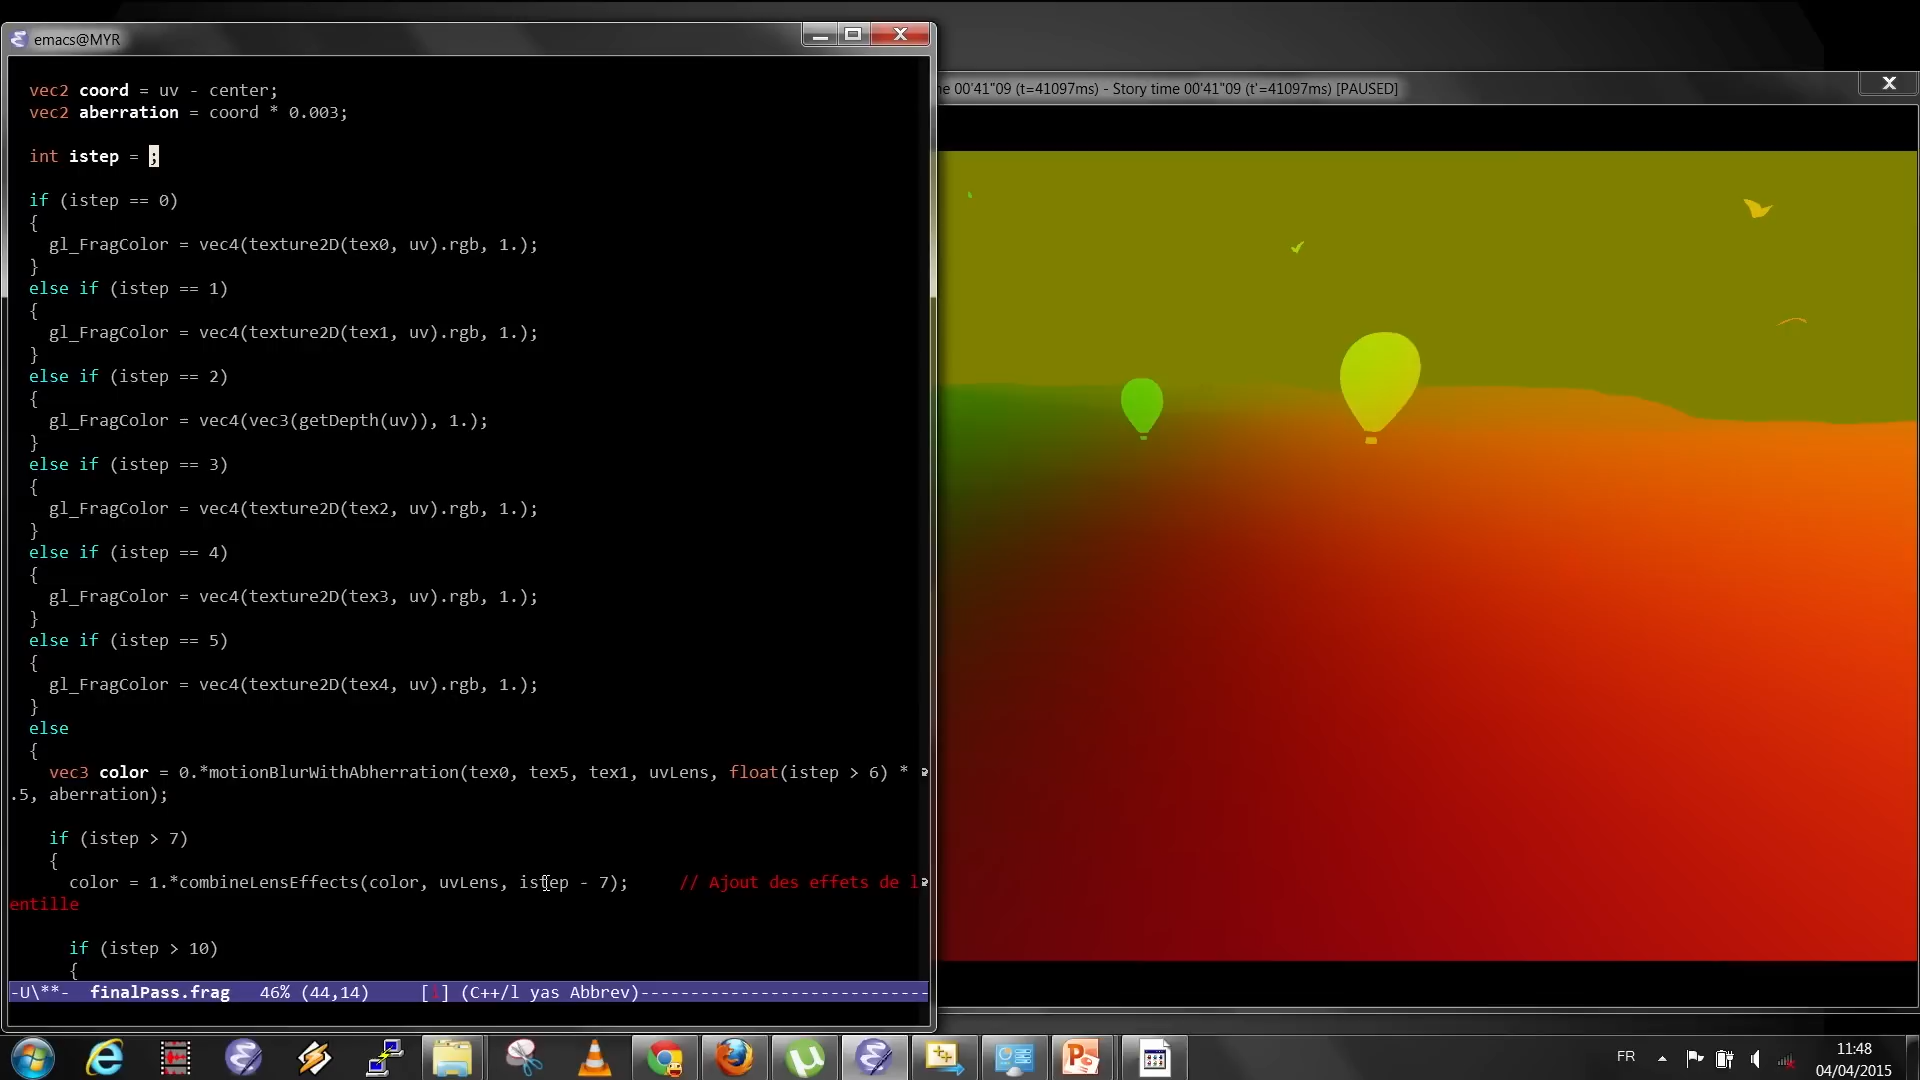 emacs@MYR
vec2 coord = uv - center;
vec2 aberration = coord * 0.003;
int istep = ;
if (istep == 0)
{
gl_FragColor = vec4(texture2D(tex0, uv).rgb, 1.);
}
else if (istep == 1)
{
gl_FragColor = vec4(texture2D(tex1, uv).rgb, 1.);
}
else if (istep == 2)
{
gl_FragColor = vec4(vec3(getDepth(uv)), 1.);
}
else if (istep == 3)
{
gl_FragColor = vec4(texture2D(tex2, uv).rgb, 1.);
}
else if (istep == 4)
{
gl_FragColor = vec4(texture2D(tex3, uv).rgb, 1.);
}
else if (istep == 5)
{
gl_FragColor = vec4(texture2D(tex4, uv).rgb, 1.);
}
else
{
vec3 color = 0.*motionBlurWithAbherration(tex0, tex5, tex1, uvLens, float(istep > 6) *
.5, aberration);
if (istep > 7)
{
color = 1.*combineLensEffects(color, uvLens, istep - 7); // Ajout des effets de l
entille
if (istep > 10)
{
-U\**- finalPass.frag 46% (44,14) [i] (C++/l yas Abbrev)
ne 00'41"09 (t=41097ms) - Story time 00'41"09 (t'=41097ms) [PAUSED]
FR
11:48
04/04/2015